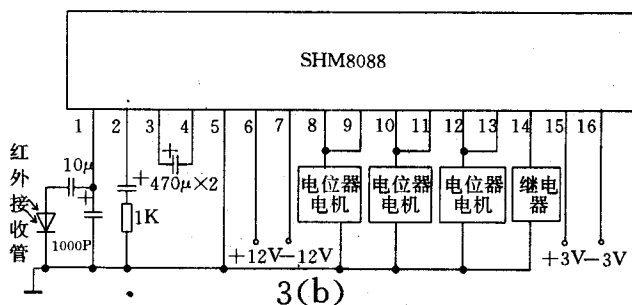 SHM8088
1 2 3 4 5 6 7 8 9 10 11 12 13 14 15 16
红外接收管
10μ
+
1000P
+
1K
+
470μ×2
电位器
电机
电位器
电机
电位器
电机
继电
器
+12V
-12V
+3V
-3V
3(b)